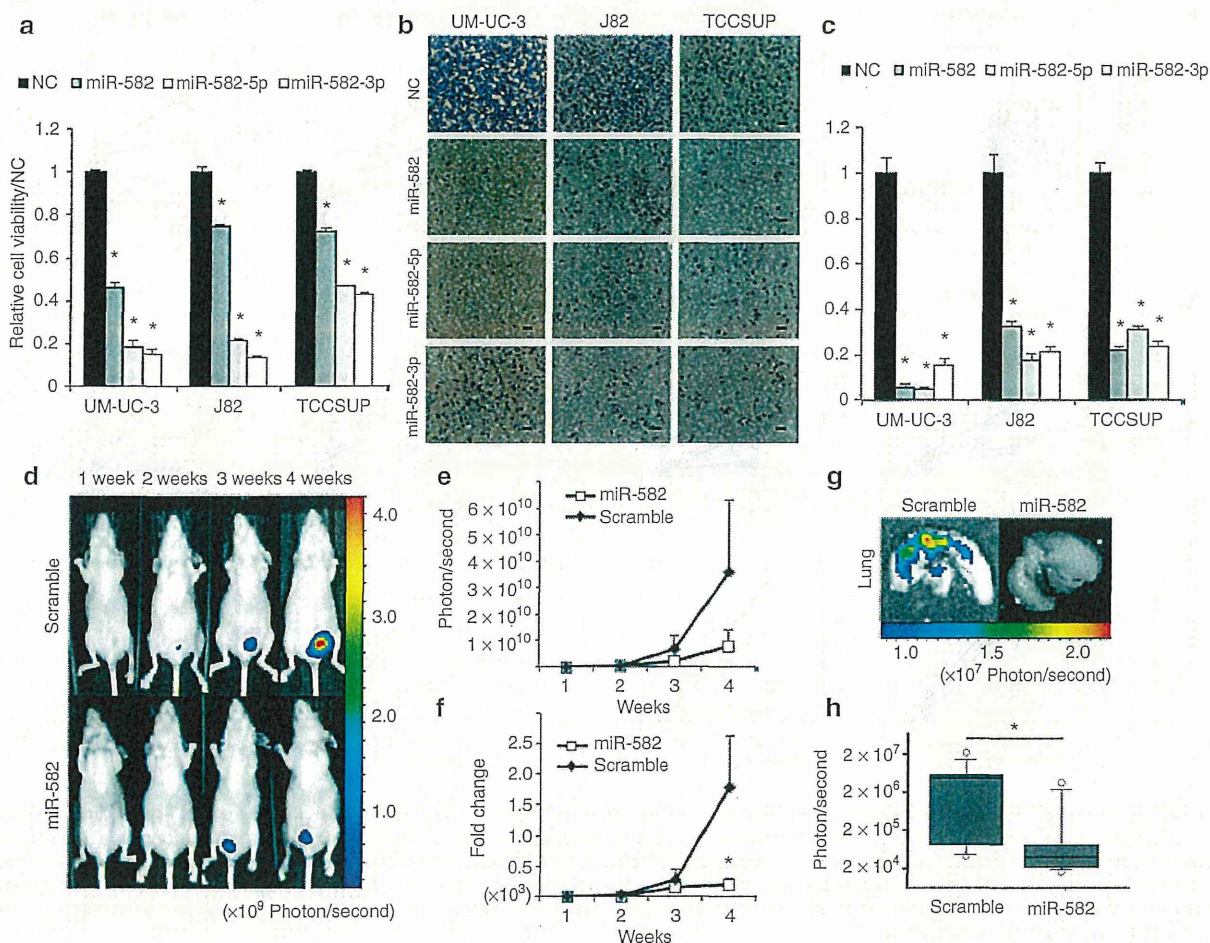 a
NC miR-582 miR-582-5p miR-582-3p
Relative cell viability/NC
1.2
1
0.8
0.6
0.4
0.2
0
* * * * * * * * *
UM-UC-3 J82 TCCSUP
b
UM-UC-3 J82 TCCSUP
NC
miR-582
miR-582-5p
miR-582-3p
c
NC miR-582 miR-582-5p miR-582-3p
1.2
1
0.8
0.6
0.4
0.2
0
* * * * * * * * *
UM-UC-3 J82 TCCSUP
d
1 week 2 weeks 3 weeks 4 weeks
Scramble
miR-582
4.0
3.0
2.0
1.0
(×10⁹ Photon/second)
e
miR-582
Scramble
Photon/second
6 × 10¹⁰
5 × 10¹⁰
4 × 10¹⁰
3 × 10¹⁰
2 × 10¹⁰
1 × 10¹⁰
1 2 3 4
Weeks
f
miR-582
Scramble
Fold change
2.5
2.0
1.5
1.0
0.5
(×10³)
*
1 2 3 4
Weeks
g
Scramble miR-582
Lung
1.0 1.5 2.0
(×10⁷ Photon/second)
h
*
Photon/second
2 × 10⁷
2 × 10⁶
2 × 10⁵
2 × 10⁴
Scramble miR-582